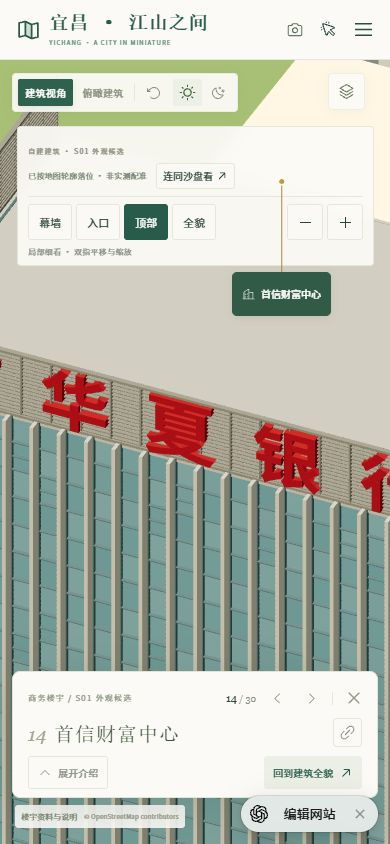 宜昌 • 江山之间
YICHANG • A CITY IN MINIATURE
建筑视角 俯瞰建筑
自建建筑 • S01 外观候选
已按地图轮廓落位 • 非实测配准 连同沙盘看
幕墙 入口 顶部 全貌
局部细看 • 双指平移与缩放
首信财富中心
华夏银行
商务楼宇 / S01 外观候选 14 / 30
14 首信财富中心
展开介绍 回到建筑全貌
楼宇资料与说明 © OpenStreetMap contributors
编辑网站